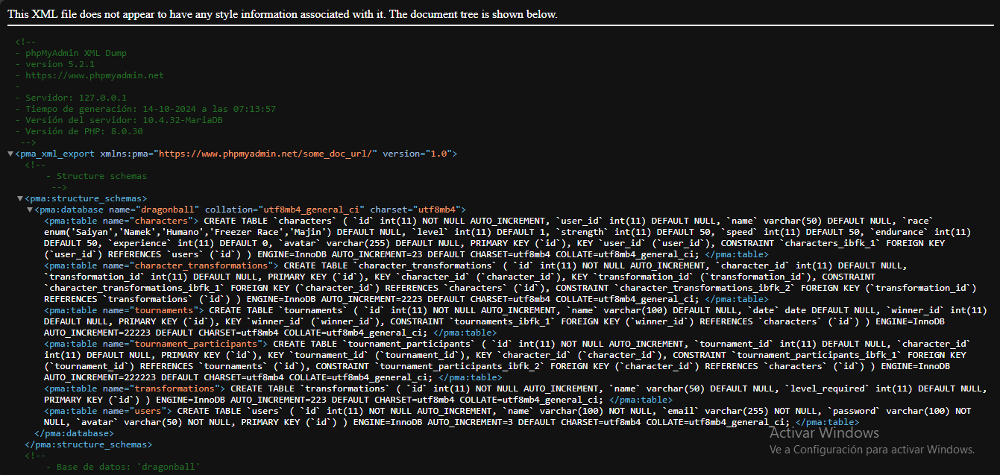 This XML file does not appear to have any style information associated with it. The document tree is shown below.
<!--
- phpMyAdmin XML Dump
- version 5.2.1
- https://www.phpmyadmin.net
-
- Servidor: 127.0.0.1
- Tiempo de generación: 14-10-2024 a las 07:13:57
- Versión del servidor: 10.4.32-MariaDB
- Versión de PHP: 8.0.30
-->
▼<pma_xml_export xmlns:pma="https://www.phpmyadmin.net/some_doc_url/" version="1.0">
<!--
- Structure schemas
-->
▼<pma:structure_schemas>
▼<pma:database name="dragonball" collation="utf8mb4_general_ci" charset="utf8mb4">
<pma:table name="characters"> CREATE TABLE `characters` ( `id` int(11) NOT NULL AUTO_INCREMENT, `user_id` int(11) DEFAULT NULL, `name` varchar(50) DEFAULT NULL, `race`
enum('Saiyan','Namek','Humano','Freezer Race','Majin') DEFAULT NULL, `level` int(11) DEFAULT 1, `strength` int(11) DEFAULT 50, `speed` int(11) DEFAULT 50, `endurance` int(11)
DEFAULT 50, `experience` int(11) DEFAULT 0, `avatar` varchar(255) DEFAULT NULL, PRIMARY KEY (`id`), KEY `user_id` (`user_id`), CONSTRAINT `characters_ibfk_1` FOREIGN KEY
(`user_id`) REFERENCES `users` (`id`) ) ENGINE=InnoDB AUTO_INCREMENT=23 DEFAULT CHARSET=utf8mb4 COLLATE=utf8mb4_general_ci; </pma:table>
<pma:table name="character_transformations"> CREATE TABLE `character_transformations` ( `id` int(11) NOT NULL AUTO_INCREMENT, `character_id` int(11) DEFAULT NULL,
`transformation_id` int(11) DEFAULT NULL, PRIMARY KEY (`id`), KEY `character_id` (`character_id`), KEY `transformation_id` (`transformation_id`), CONSTRAINT
`character_transformations_ibfk_1` FOREIGN KEY (`character_id`) REFERENCES `characters` (`id`), CONSTRAINT `character_transformations_ibfk_2` FOREIGN KEY (`transformation_id`)
REFERENCES `transformations` (`id`) ) ENGINE=InnoDB AUTO_INCREMENT=2223 DEFAULT CHARSET=utf8mb4 COLLATE=utf8mb4_general_ci; </pma:table>
<pma:table name="tournaments"> CREATE TABLE `tournaments` ( `id` int(11) NOT NULL AUTO_INCREMENT, `name` varchar(100) DEFAULT NULL, `date` date DEFAULT NULL, `winner_id` int(11)
DEFAULT NULL, PRIMARY KEY (`id`), KEY `winner_id` (`winner_id`), CONSTRAINT `tournaments_ibfk_1` FOREIGN KEY (`winner_id`) REFERENCES `characters` (`id`) ) ENGINE=InnoDB
AUTO_INCREMENT=22223 DEFAULT CHARSET=utf8mb4 COLLATE=utf8mb4_general_ci; </pma:table>
<pma:table name="tournament_participants"> CREATE TABLE `tournament_participants` ( `id` int(11) NOT NULL AUTO_INCREMENT, `tournament_id` int(11) DEFAULT NULL, `character_id`
int(11) DEFAULT NULL, PRIMARY KEY (`id`), KEY `tournament_id` (`tournament_id`), KEY `character_id` (`character_id`), CONSTRAINT `tournament_participants_ibfk_1` FOREIGN KEY
(`tournament_id`) REFERENCES `tournaments` (`id`), CONSTRAINT `tournament_participants_ibfk_2` FOREIGN KEY (`character_id`) REFERENCES `characters` (`id`) ) ENGINE=InnoDB
AUTO_INCREMENT=222223 DEFAULT CHARSET=utf8mb4 COLLATE=utf8mb4_general_ci; </pma:table>
<pma:table name="transformations"> CREATE TABLE `transformations` ( `id` int(11) NOT NULL AUTO_INCREMENT, `name` varchar(50) DEFAULT NULL, `level_required` int(11) DEFAULT NULL,
PRIMARY KEY (`id`) ) ENGINE=InnoDB AUTO_INCREMENT=223 DEFAULT CHARSET=utf8mb4 COLLATE=utf8mb4_general_ci; </pma:table>
<pma:table name="users"> CREATE TABLE `users` ( `id` int(11) NOT NULL AUTO_INCREMENT, `name` varchar(100) NOT NULL, `email` varchar(255) NOT NULL, `password` varchar(100) NOT
NULL, `avatar` varchar(50) NOT NULL, PRIMARY KEY (`id`) ) ENGINE=InnoDB AUTO_INCREMENT=3 DEFAULT CHARSET=utf8mb4 COLLATE=utf8mb4_general_ci; </pma:table>
</pma:database>
</pma:structure_schemas>
<!--
- Base de datos: 'dragonball'
Activar Windows
Ve a Configuración para activar Windows.